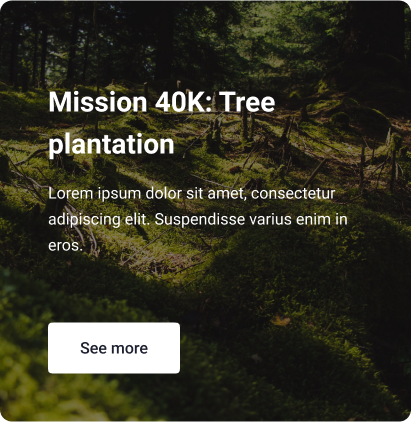 Mission 40K: Tree
plantation
Lorem ipsum dolor sit amet, consectetur
adipiscing elit. Suspendisse varius enim in
eros.
See more